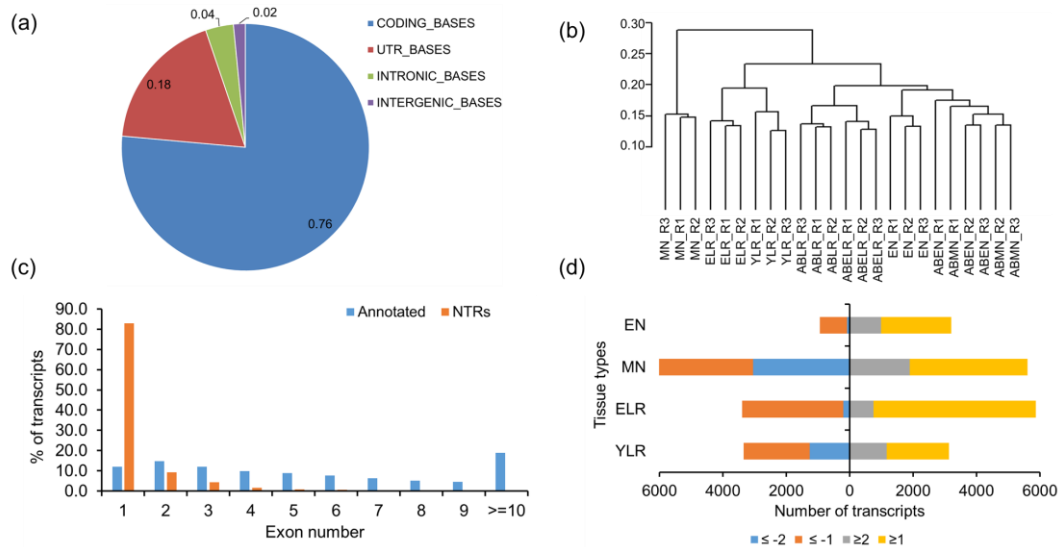 (a)
0.04
0.02
0.18
0.76
CODING_BASES
UTR_BASES
INTRONIC_BASES
INTERGENIC_BASES
(b)
0.30
0.25
0.20
0.15
0.10
MN_R3
MN_R1
MN_R2
ELR_R3
ELR_R1
ELR_R2
YLR_R1
YLR_R2
YLR_R3
ABLR_R3
ABLR_R1
ABLR_R2
ABELR_R1
ABELR_R2
ABELR_R3
EN_R1
EN_R2
EN_R3
ABEN_R1
ABMN_R1
ABEN_R2
ABEN_R3
ABMN_R2
ABMN_R3
(c)
Annotated NTRs
% of transcripts
90.0
80.0
70.0
60.0
50.0
40.0
30.0
20.0
10.0
0.0
1 2 3 4 5 6 7 8 9 >=10
Exon number
(d)
Tissue types
EN
MN
ELR
YLR
6000 4000 2000 0 2000 4000 6000
Number of transcripts
≤ -2 ≤ -1 ≥2 ≥1